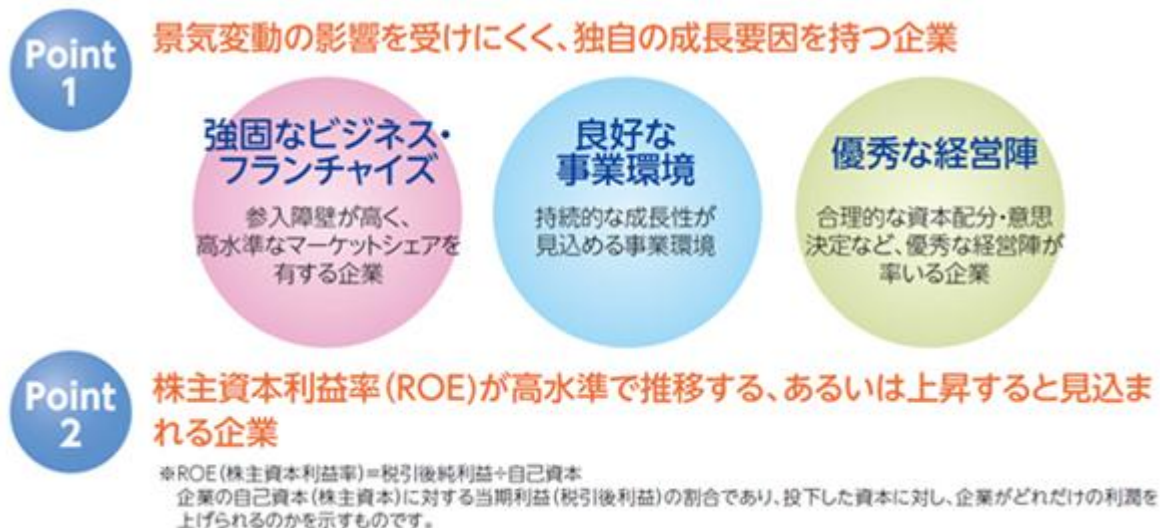 Point
1
景気変動の影響を受けにくく、独自の成長要因を持つ企業
強固なビジネス・
フランチャイズ
参入障壁が高く、
高水準なマーケットシェアを
有する企業
良好な
事業環境
持続的な成長性が
見込める事業環境
優秀な経営陣
合理的な資本配分・意思
決定など、優秀な経営陣が
率いる企業
Point
2
株主資本利益率(ROE)が高水準で推移する、あるいは上昇すると見込ま
れる企業
※ROE(株主資本利益率)=税引後純利益÷自己資本
企業の自己資本(株主資本)に対する当期利益(税引後利益)の割合であり、投下した資本に対し、企業がどれだけの利潤を
上げられるのかを示すものです。